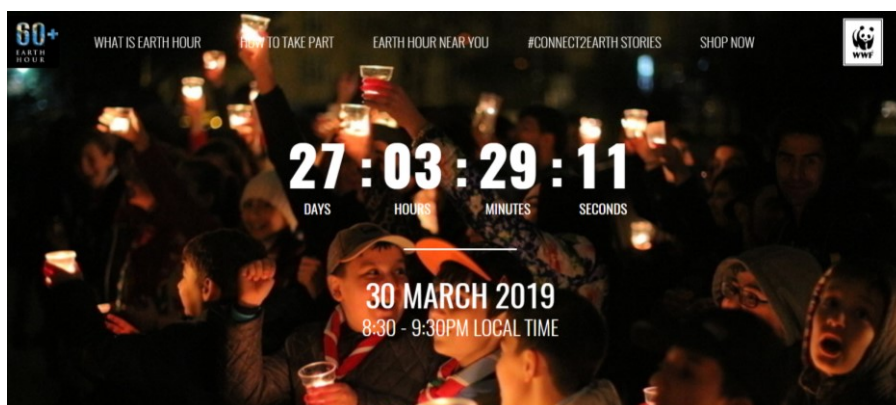 60+
EARTH
HOUR
WHAT IS EARTH HOUR
HOW TO TAKE PART
EARTH HOUR NEAR YOU
#CONNECT2EARTH STORIES
SHOP NOW
WWF
27 : 03 : 29 : 11
DAYS HOURS MINUTES SECONDS
30 MARCH 2019
8:30 - 9:30PM LOCAL TIME